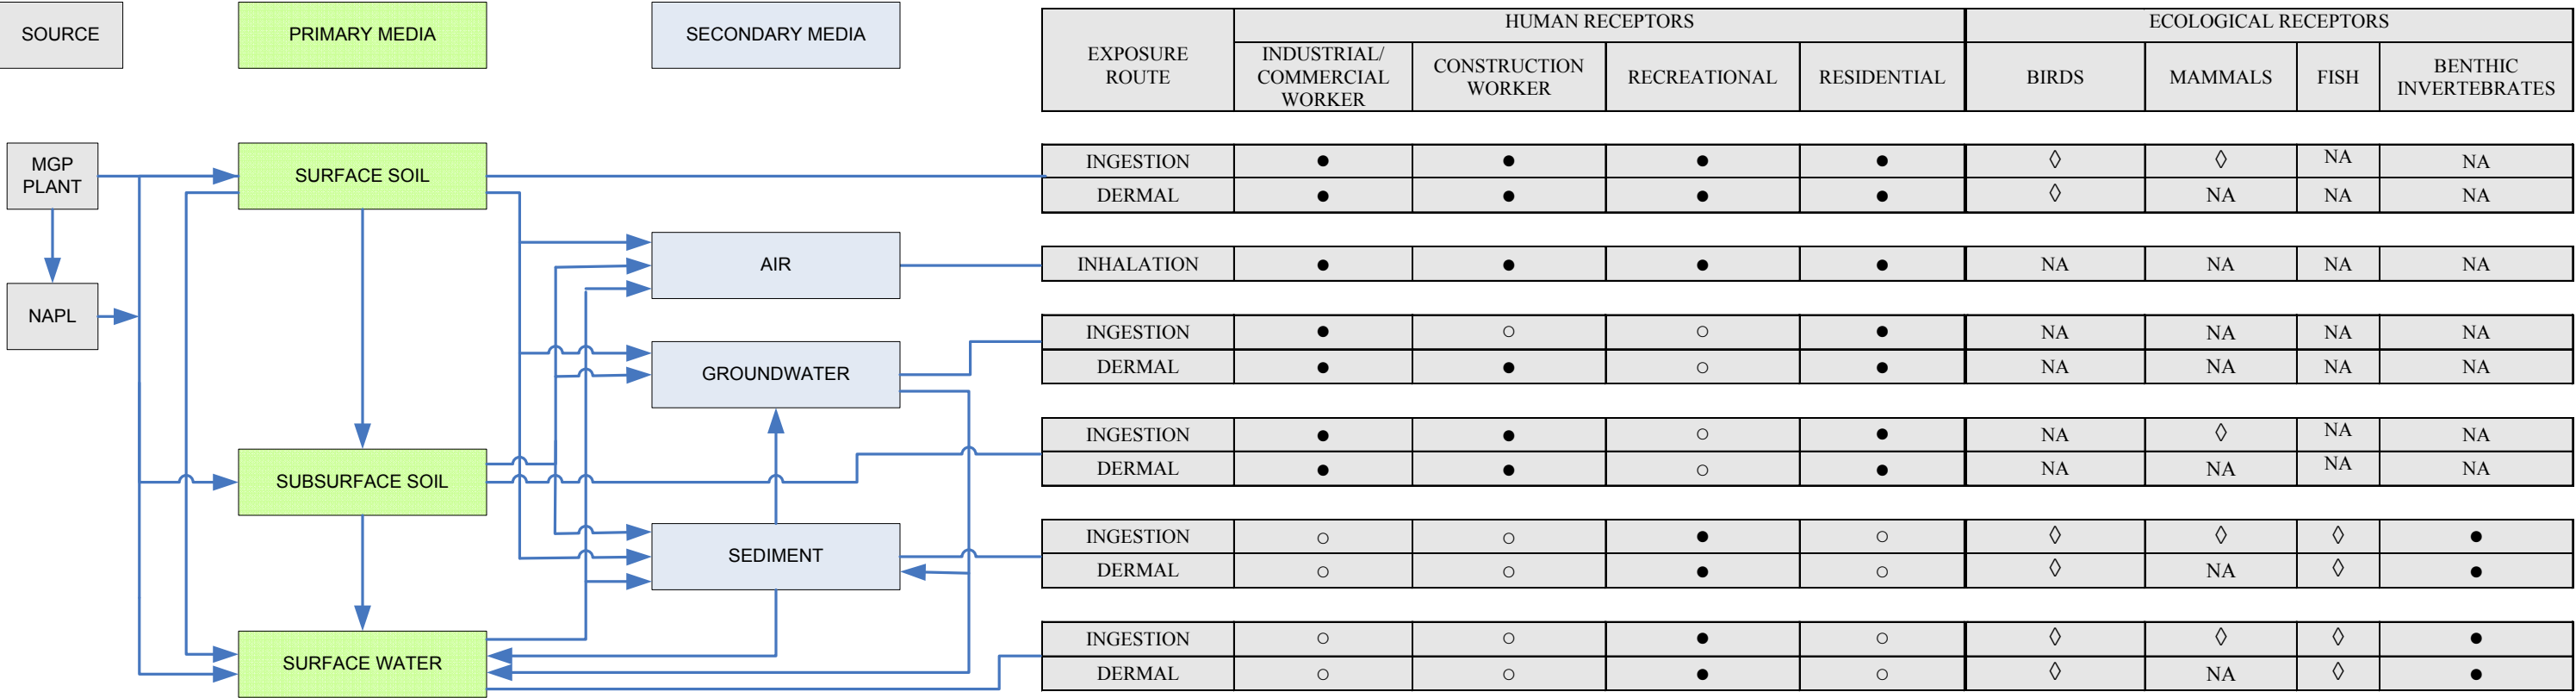 SOURCE
PRIMARY MEDIA
SECONDARY MEDIA
EXPOSURE
ROUTE
HUMAN RECEPTORS
ECOLOGICAL RECEPTORS
INDUSTRIAL/
COMMERCIAL
WORKER
CONSTRUCTION
WORKER
RECREATIONAL
RESIDENTIAL
BIRDS
MAMMALS
FISH
BENTHIC
INVERTEBRATES
MGP
PLANT
NAPL
SURFACE SOIL
SUBSURFACE SOIL
SURFACE WATER
AIR
GROUNDWATER
SEDIMENT
INGESTION ● ● ● ● ◊ ◊ NA NA
DERMAL ● ● ● ● ◊ NA NA NA
INHALATION ● ● ● ● NA NA NA NA
INGESTION ● ○ ○ ● NA NA NA NA
DERMAL ● ● ○ ● NA NA NA NA
INGESTION ● ● ○ ● NA ◊ NA NA
DERMAL ● ● ○ ● NA NA NA NA
INGESTION ○ ○ ● ○ ◊ ◊ ◊ ●
DERMAL ○ ○ ● ○ ◊ NA ◊ ●
INGESTION ○ ○ ● ○ ◊ ◊ ◊ ●
DERMAL ○ ○ ● ○ ◊ NA ◊ ●